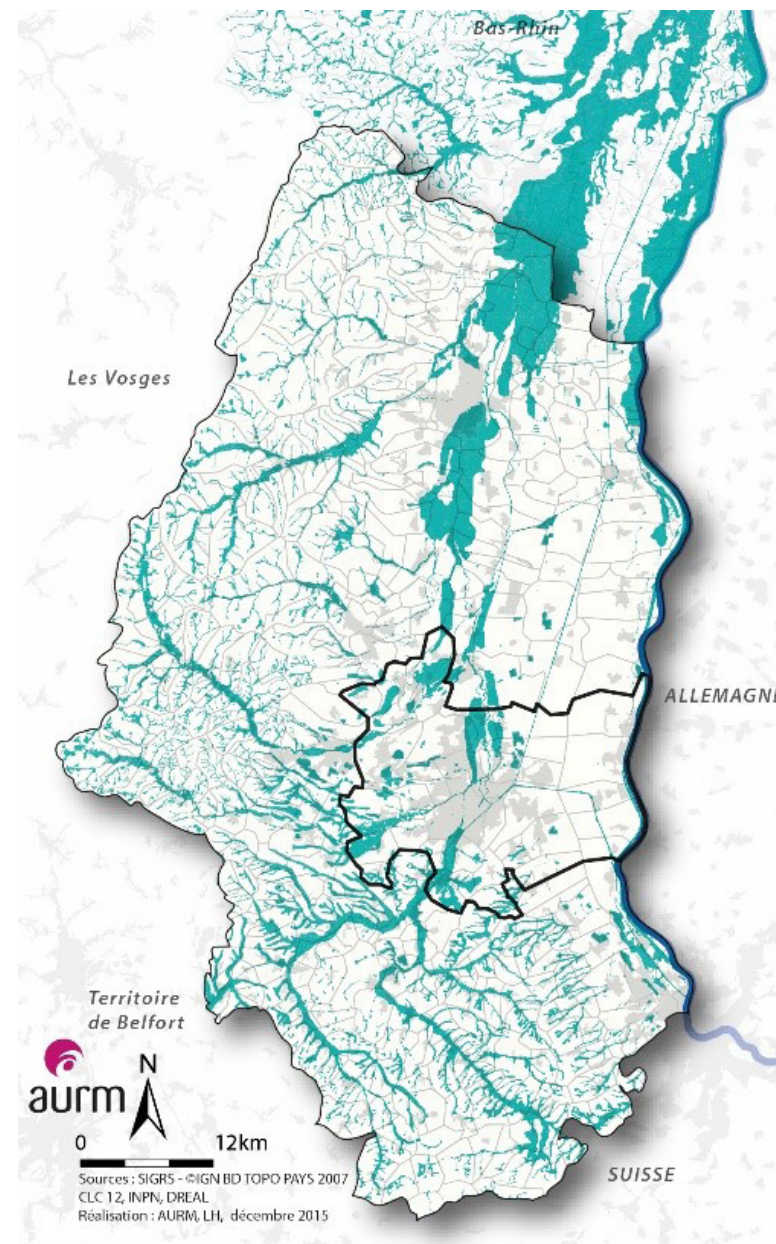 Bas-Rhin
Les Vosges
ALLEMAGNE
Territoire
de Belfort
aurm
N
0 12km
Sources : SIGRS - ©IGN BD TOPO PAYS 2007
CLC 12, INPN, DREAL
Réalisation : AURM, LH, décembre 2015
SUISSE